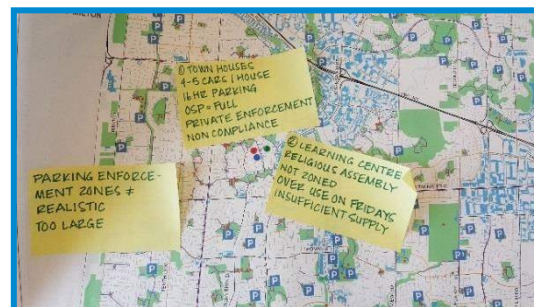 MILTON
① TOWN HOUSES
4-5 CARS / HOUSE
16 HR PARKING
OSP = FULL
PRIVATE ENFORCEMENT
NON COMPLIANCE
② LEARNING CENTRE
RELIGIOUS ASSEMBLY
NOT ZONED
OVER USE ON FRIDAYS
INSUFFICIENT SUPPLY
PARKING ENFORCE-
MENT ZONES ≠
REALISTIC
TOO LARGE